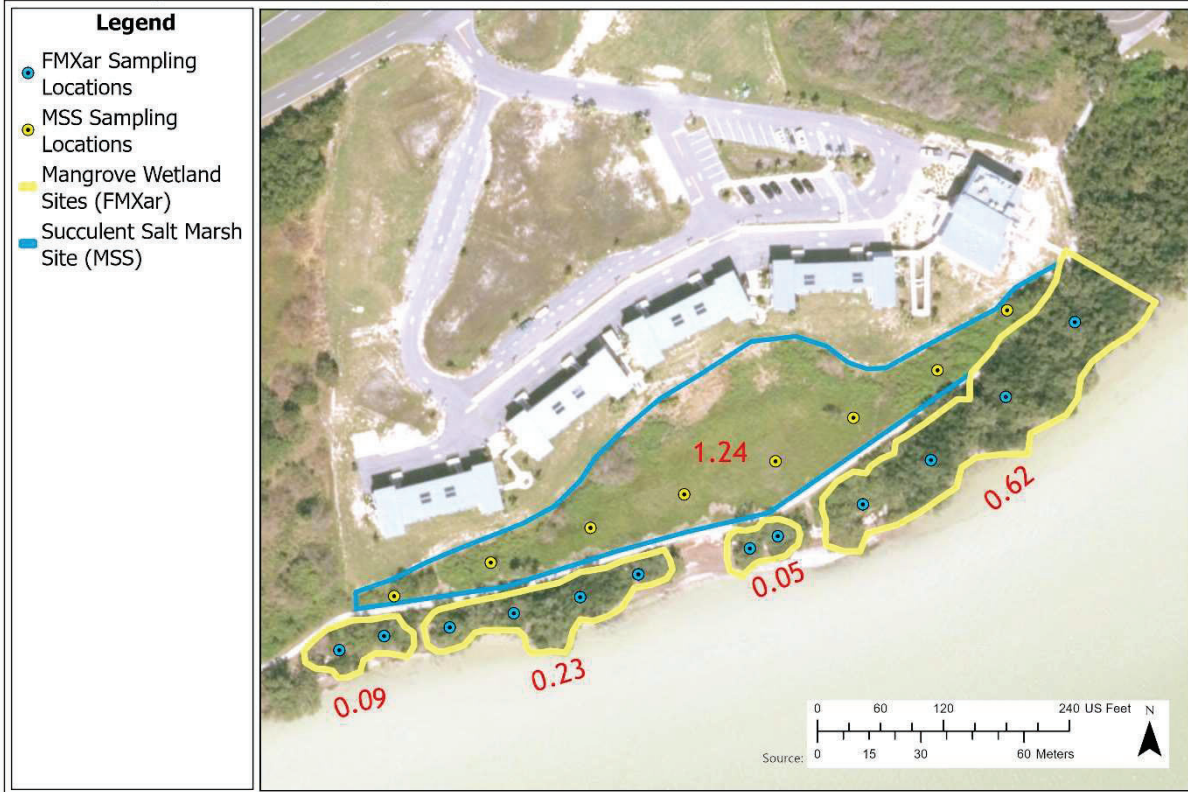 Legend
FMXar Sampling
Locations
MSS Sampling
Locations
Mangrove Wetland
Sites (FMXar)
Succulent Salt Marsh
Site (MSS)
1.24
0.62
0.05
0.23
0.09
0 60 120 240 US Feet N
Source: 0 15 30 60 Meters